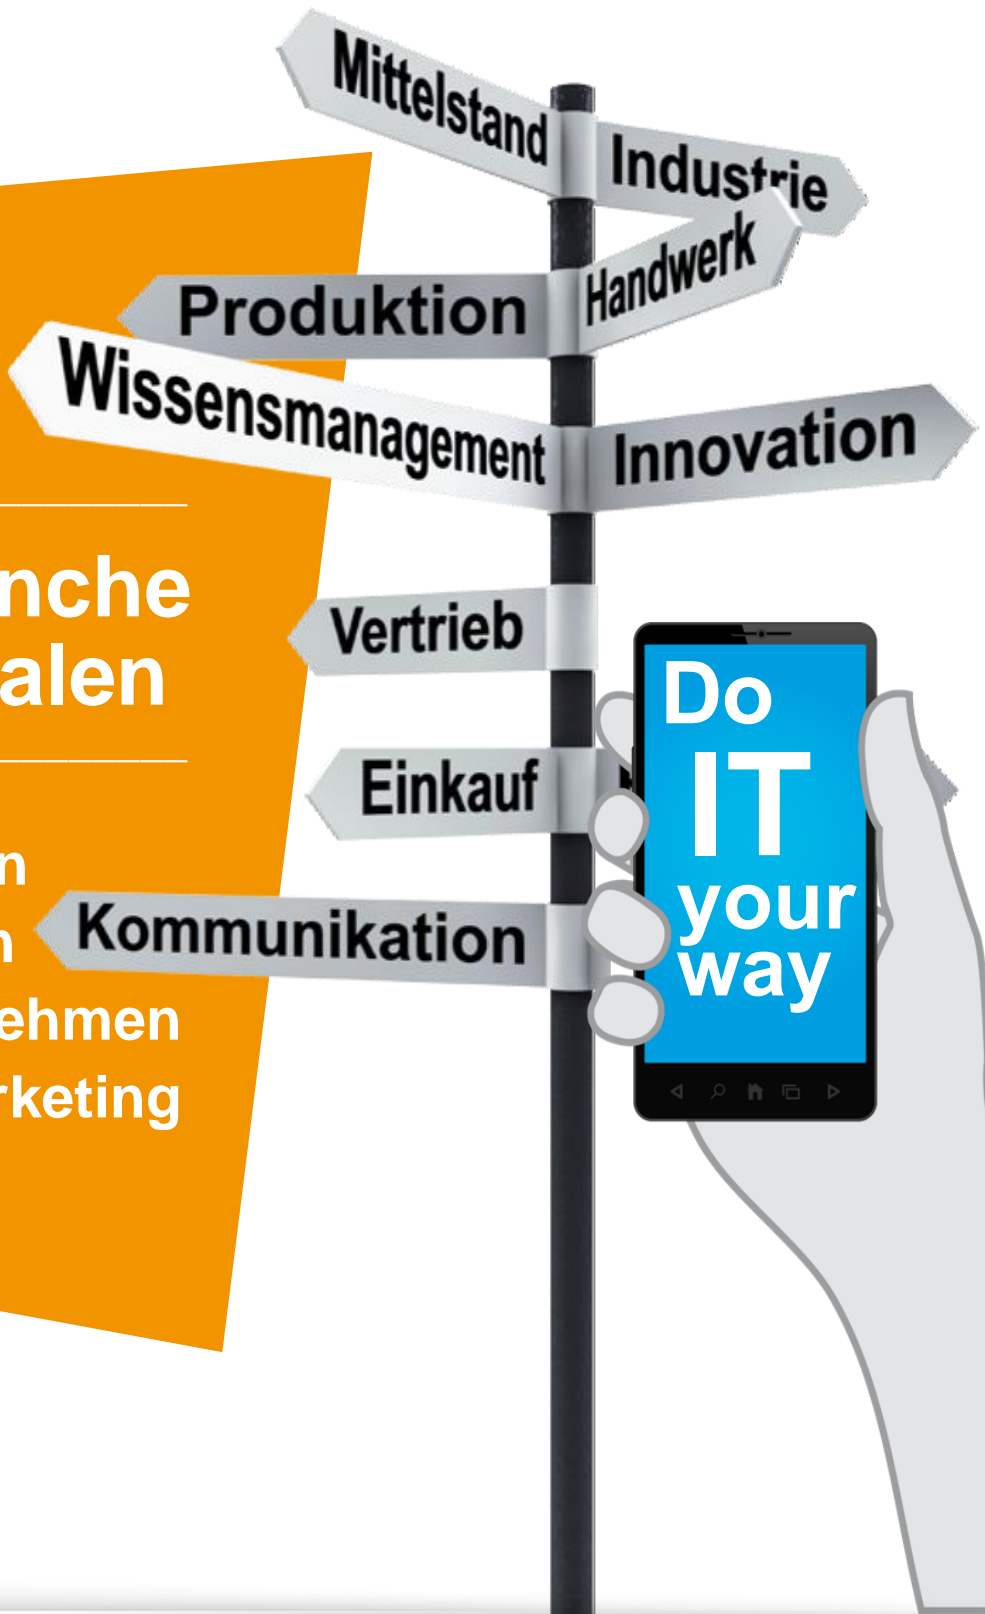 Mittelstand
Industrie
Handwerk
Produktion
Wissensmanagement
Innovation
Vertrieb
Einkauf
Kommunikation
Do
IT
your
way
nche
alen
n
n
ehmen
rketing